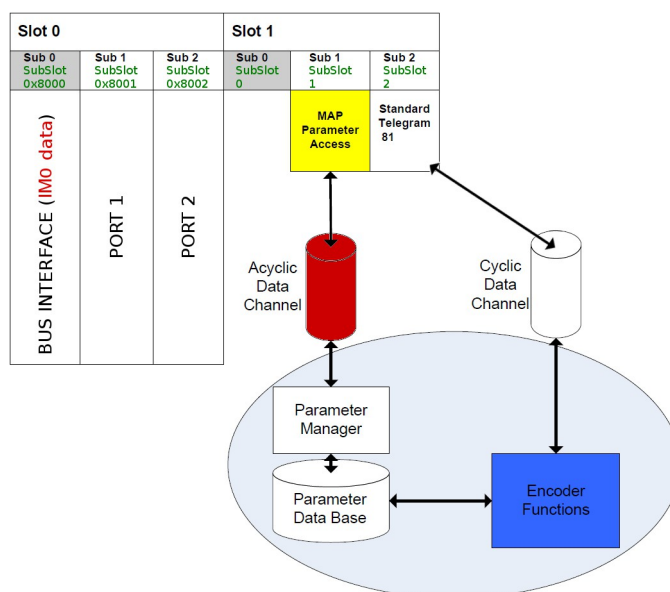 Slot 0
Slot 1
Sub 0
SubSlot
0x8000
Sub 1
SubSlot
0x8001
Sub 2
SubSlot
0x8002
Sub 0
SubSlot
0
Sub 1
SubSlot
1
Sub 2
SubSlot
2
BUS INTERFACE (IM0 data)
PORT 1
PORT 2
MAP
Parameter
Access
Standard
Telegram
81
Acyclic
Data
Channel
Cyclic
Data
Channel
Parameter
Manager
Parameter
Data Base
Encoder
Functions